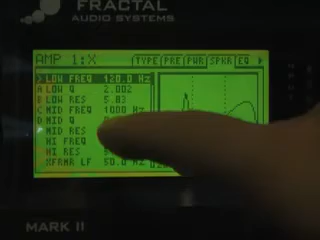 FRACTAL
AUDIO SYSTEMS
AMP 1:X TYPE PRE PWR SPKR EQ
LOW FREQ 120.0 Hz
A LOW Q 2.002
B LOW RES 5.83
C MID FREQ 1000 Hz
D MID Q
MID RES
HI FREQ
HI RES
XFRMR LF 50.0 Hz
MARK II